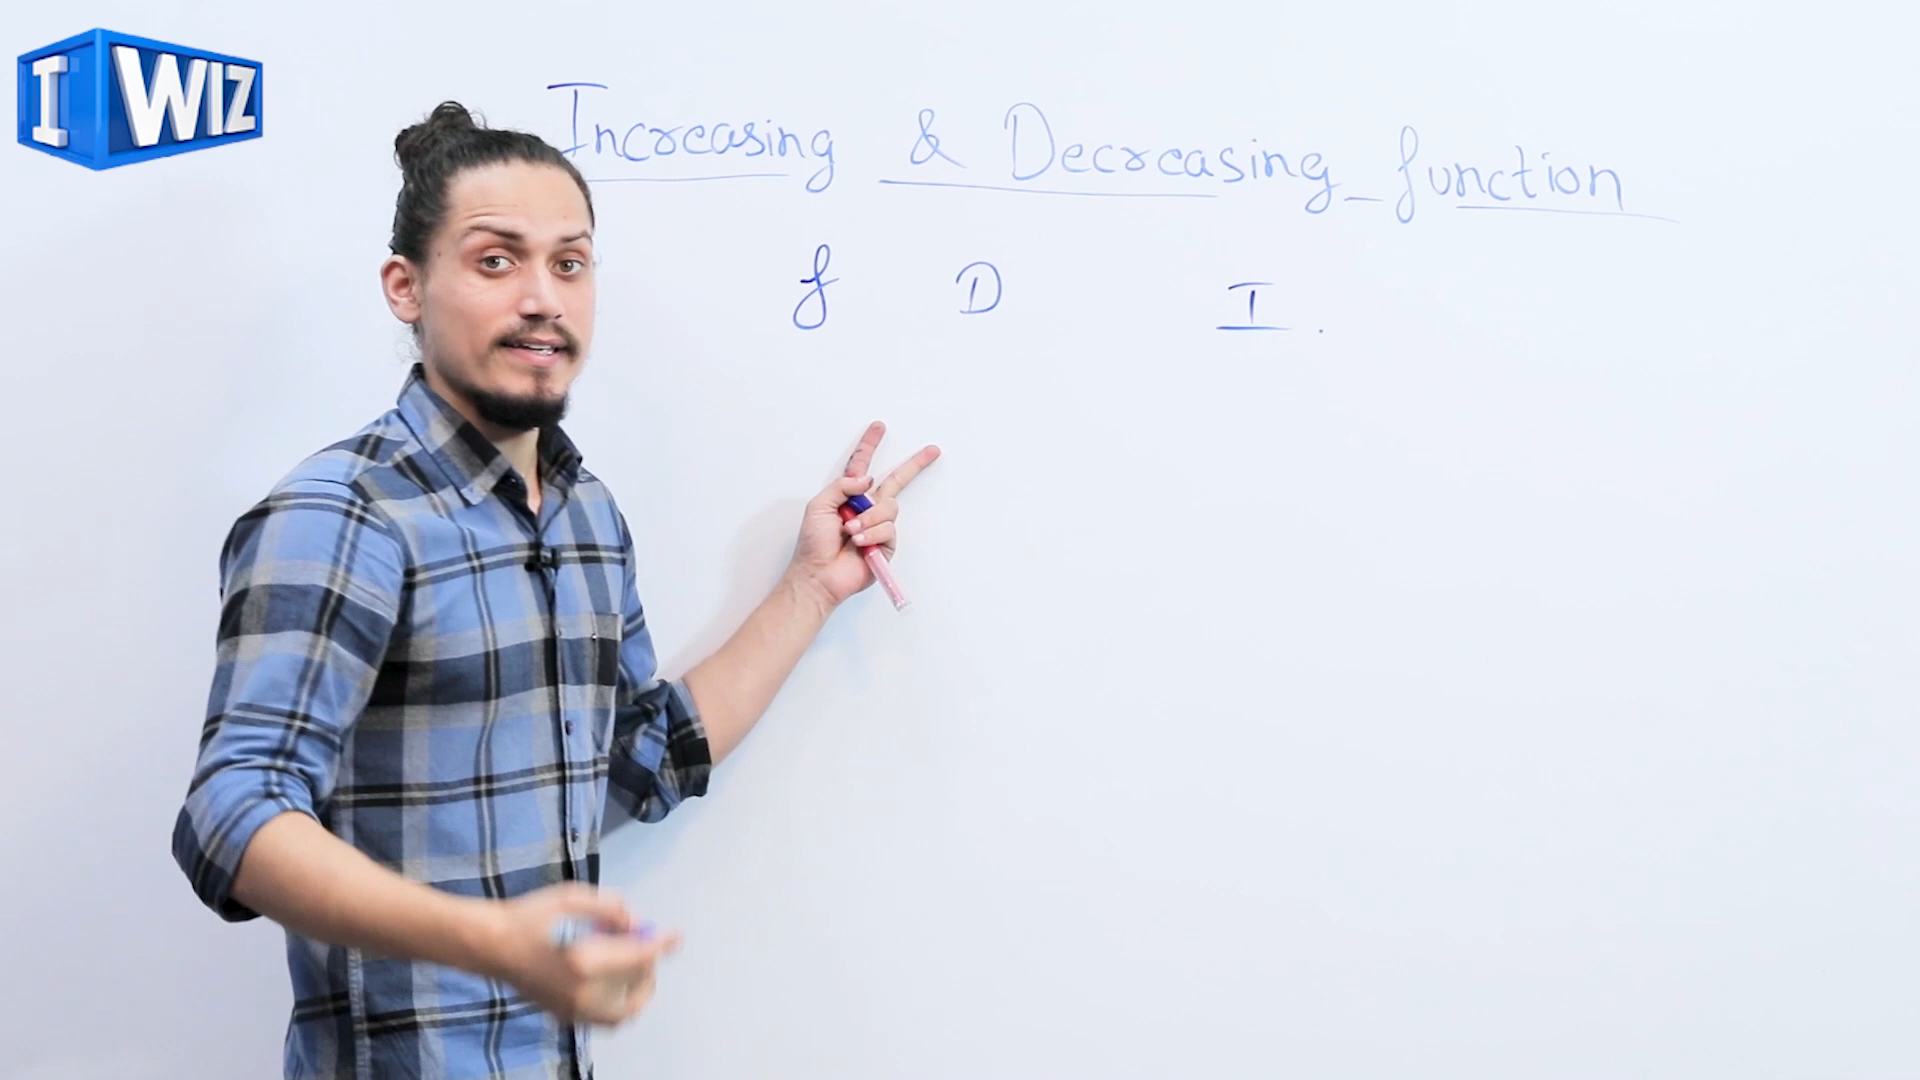 I WIZ
Increasing & Decreasing function
f D I .